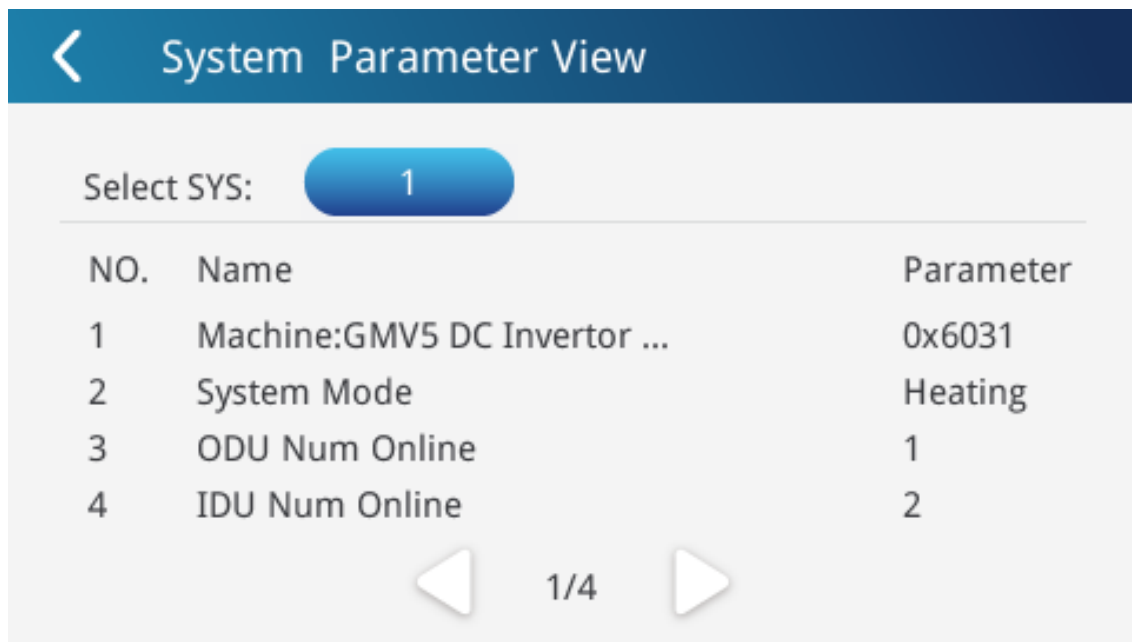 System Parameter View
Select SYS: 1
NO. Name Parameter
1 Machine:GMV5 DC Invertor ... 0x6031
2 System Mode Heating
3 ODU Num Online 1
4 IDU Num Online 2
1/4